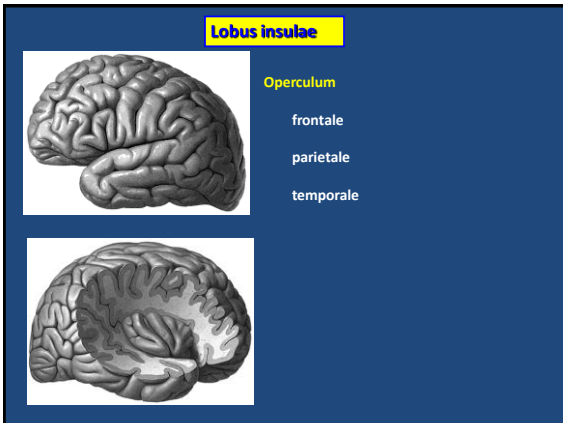 Lobus insulae
Operculum
frontale
parietale
temporale